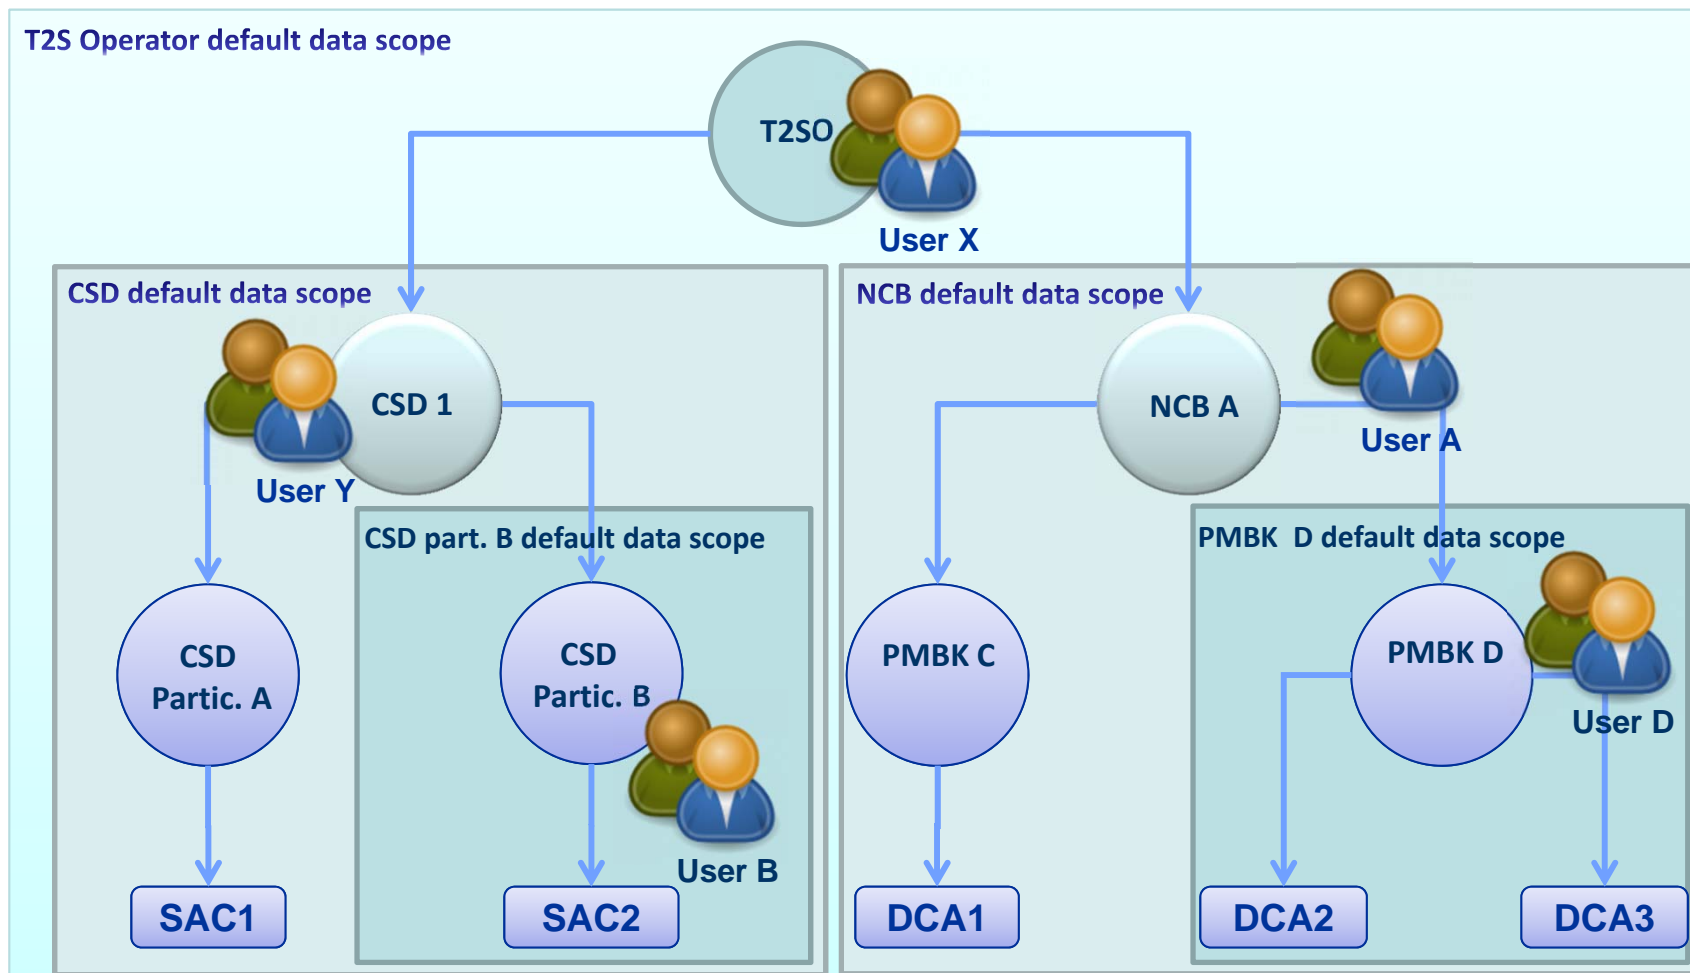 T2S Operator default data scope
T2SO
User X
CSD default data scope
CSD 1
User Y
CSD part. B default data scope
CSD
Partic. A
CSD
Partic. B
User B
SAC1
SAC2
NCB default data scope
NCB A
User A
PMBK D default data scope
PMBK C
PMBK D
User D
DCA1
DCA2
DCA3